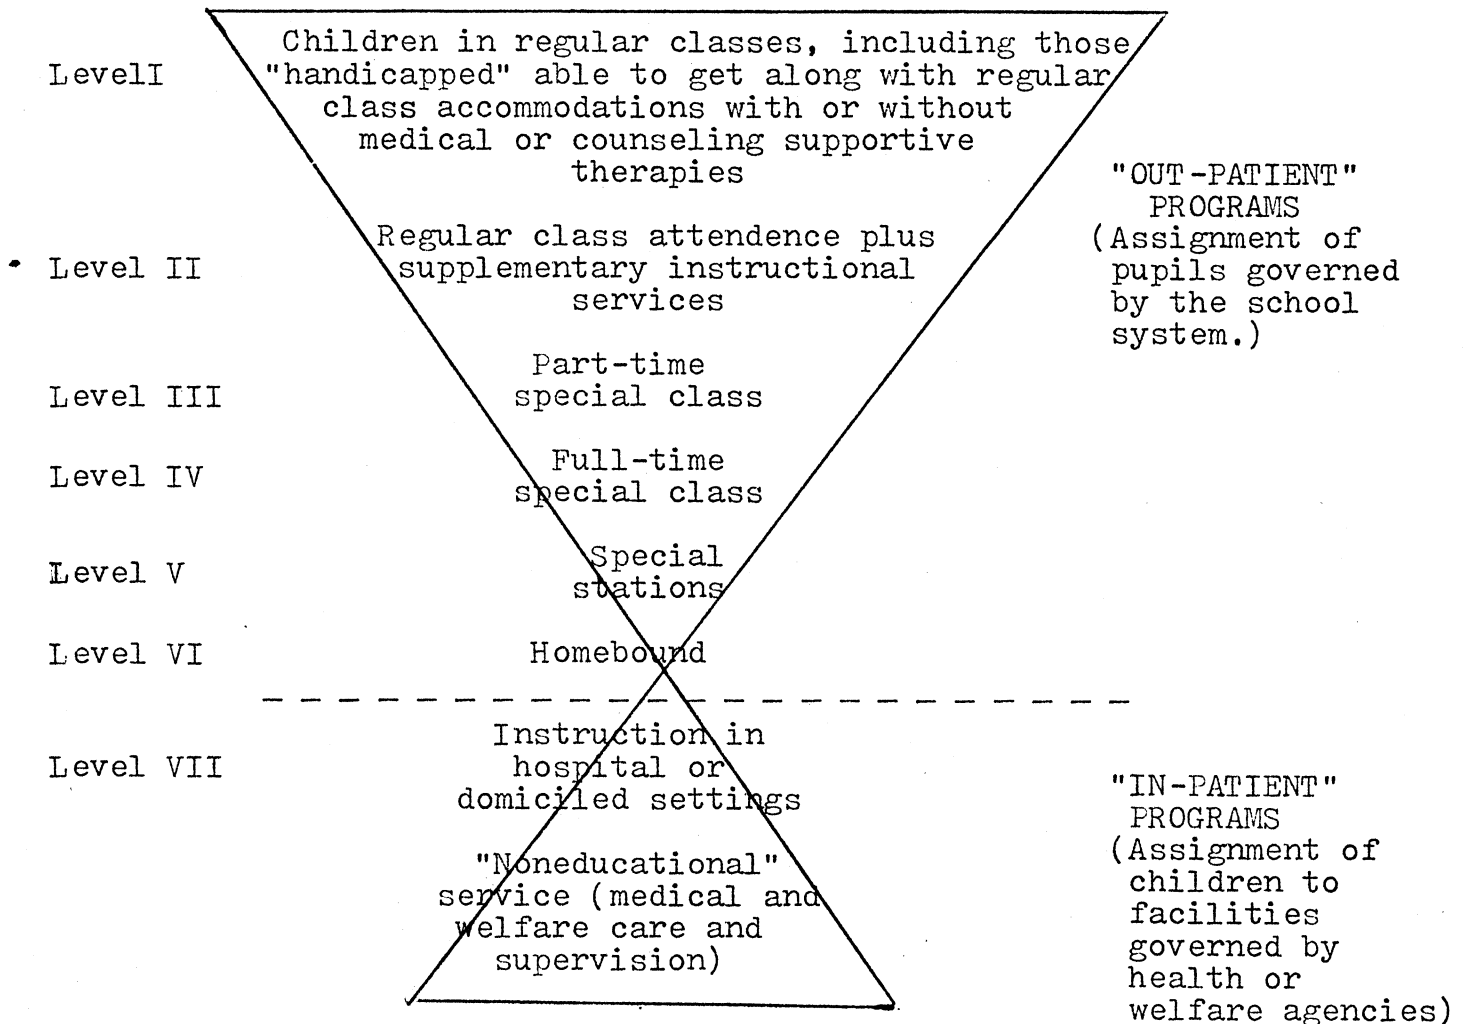 LevelI
Children in regular classes, including those
"handicapped" able to get along with regular
class accommodations with or without
medical or counseling supportive
therapies
Level II
Regular class attendence plus
supplementary instructional
services
"OUT-PATIENT"
PROGRAMS
(Assignment of
pupils governed
by the school
system.)
Level III
Part-time
special class
Level IV
Full-time
special class
Level V
Special
stations
Level VI
Homebound
Level VII
Instruction in
hospital or
domiciled settings
"Noneducational"
service (medical and
welfare care and
supervision)
"IN-PATIENT"
PROGRAMS
(Assignment of
children to
facilities
governed by
health or
welfare agencies)